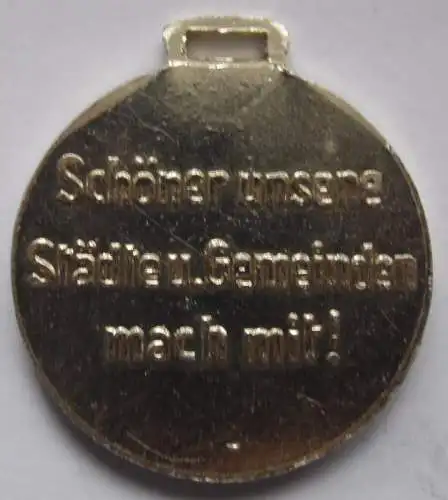 Schöner unsere
Städte u. Gemeinden
mach mit!